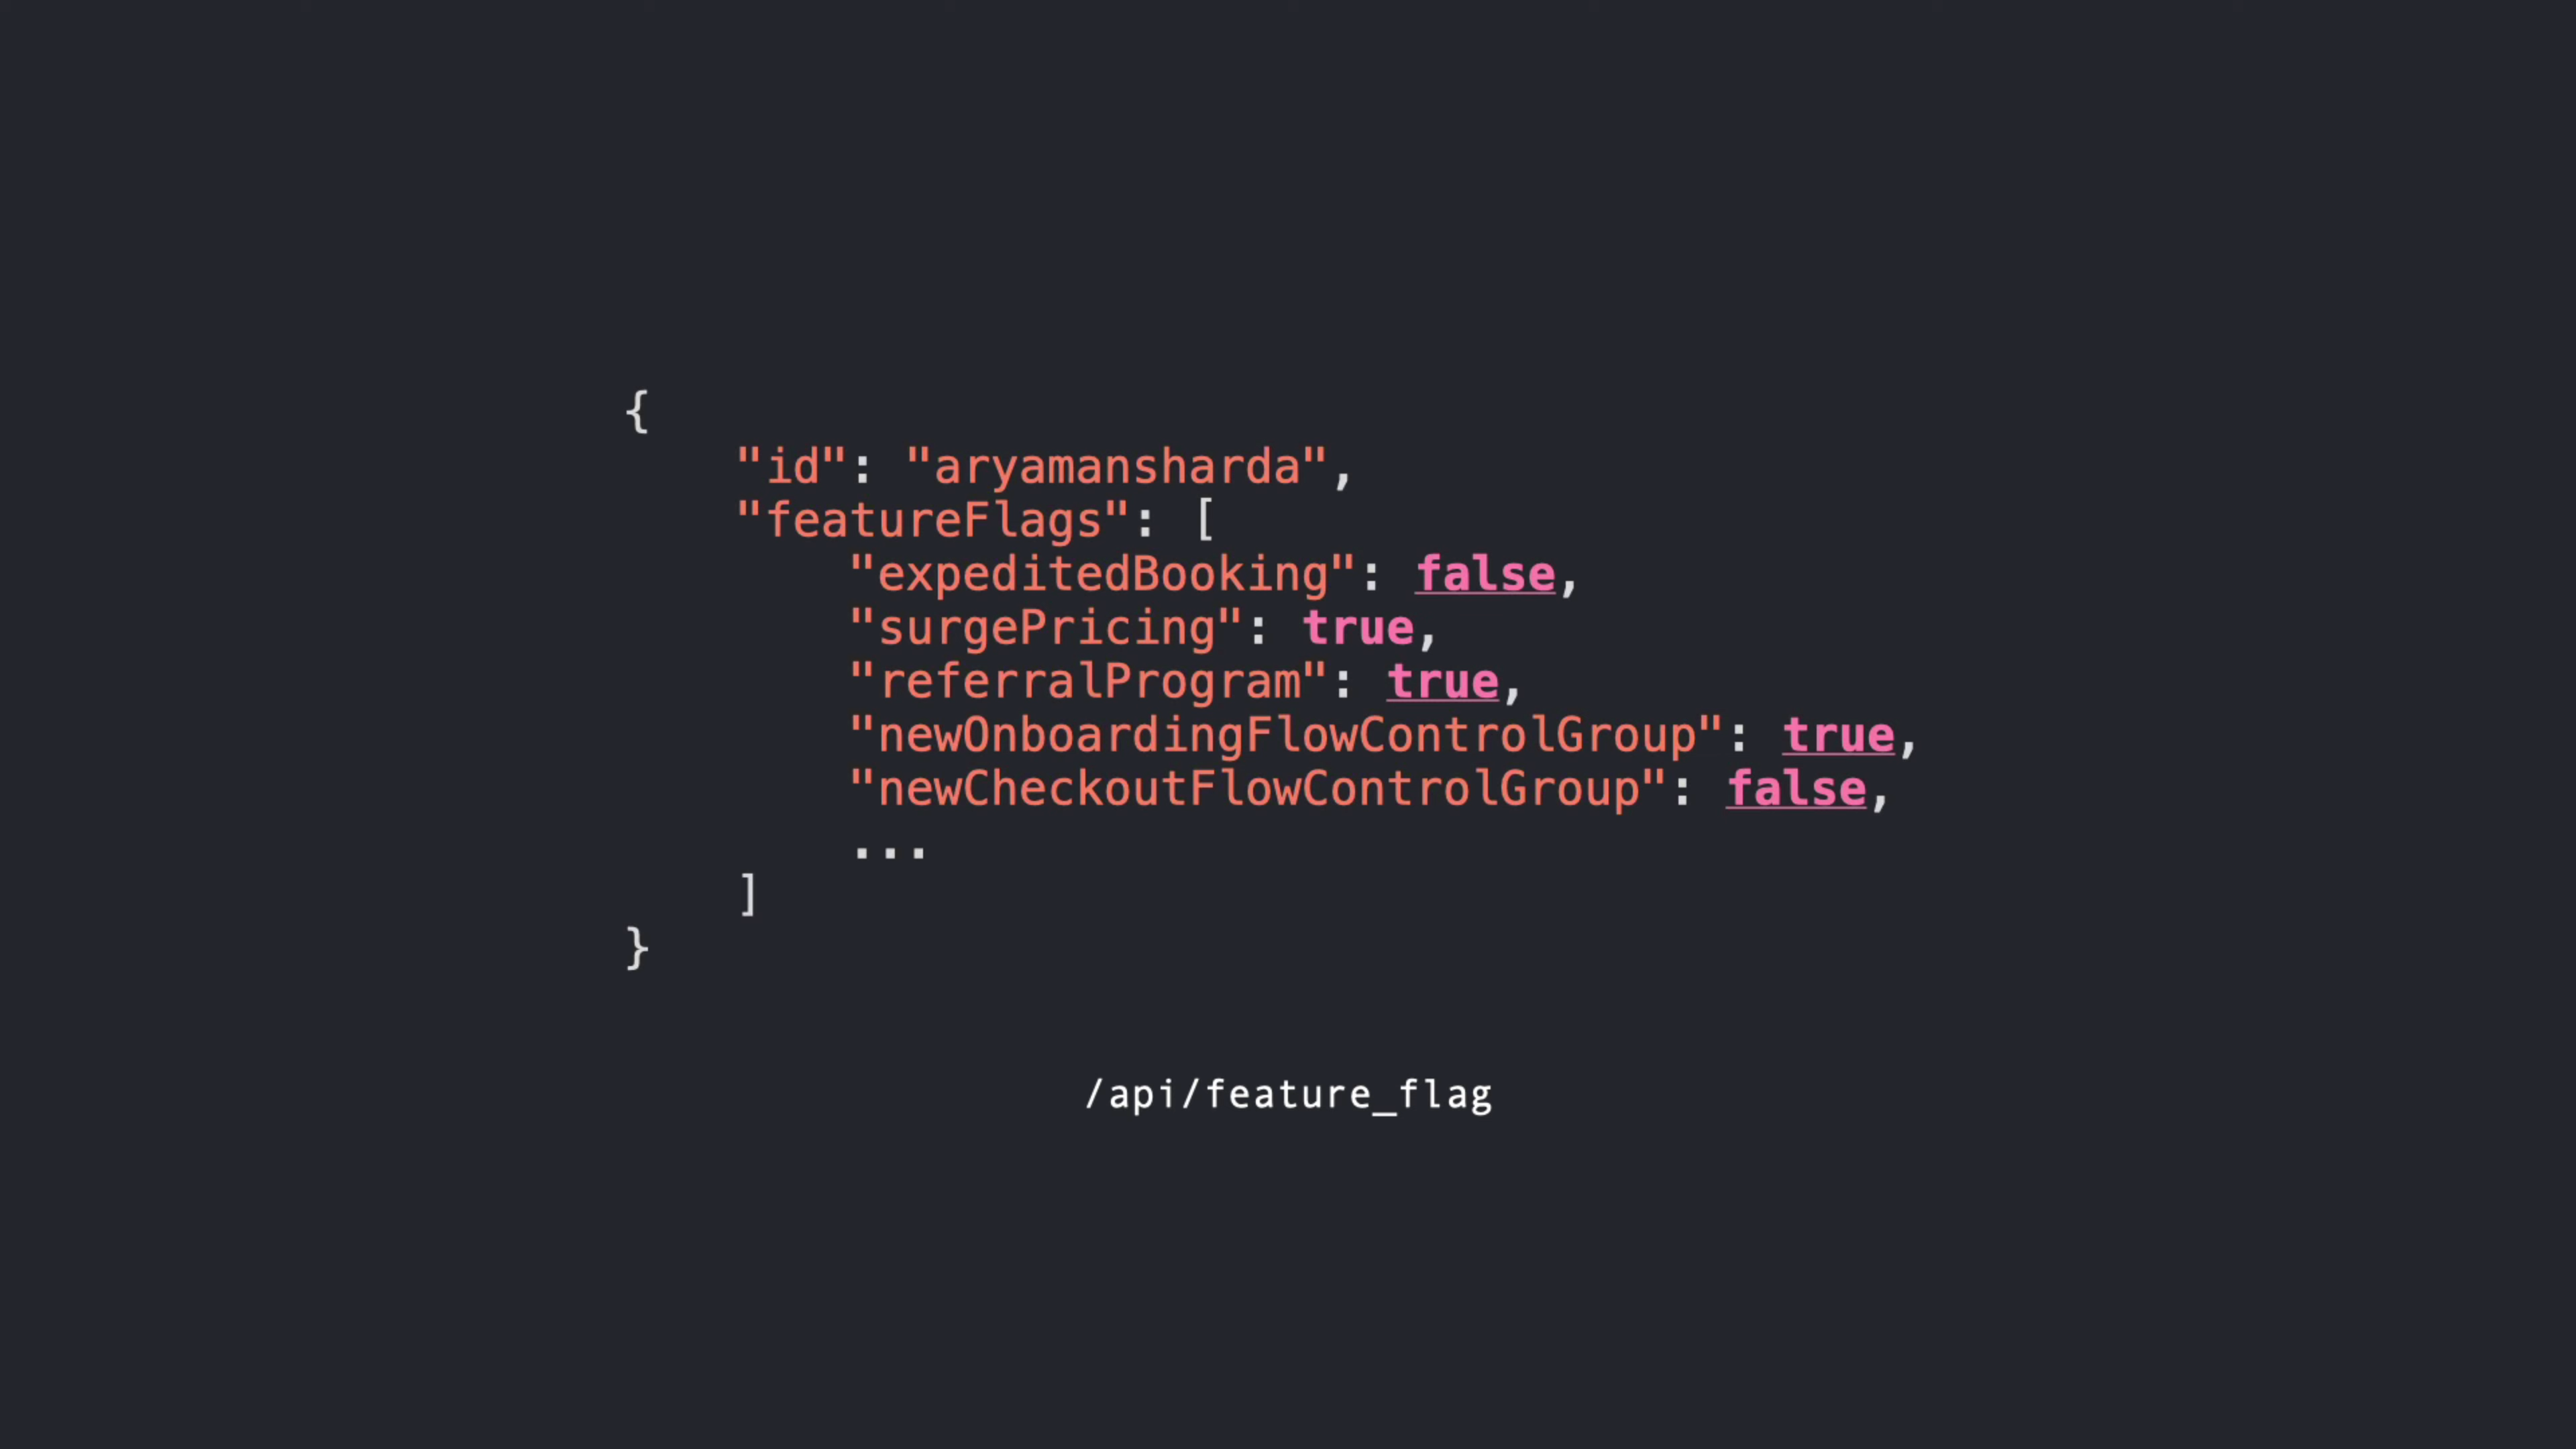 {
    "id": "aryamansharda",
    "featureFlags": [
        "expeditedBooking": false,
        "surgePricing": true,
        "referralProgram": true,
        "newOnboardingFlowControlGroup": true,
        "newCheckoutFlowControlGroup": false,
        ...
    ]
}
/api/feature_flag